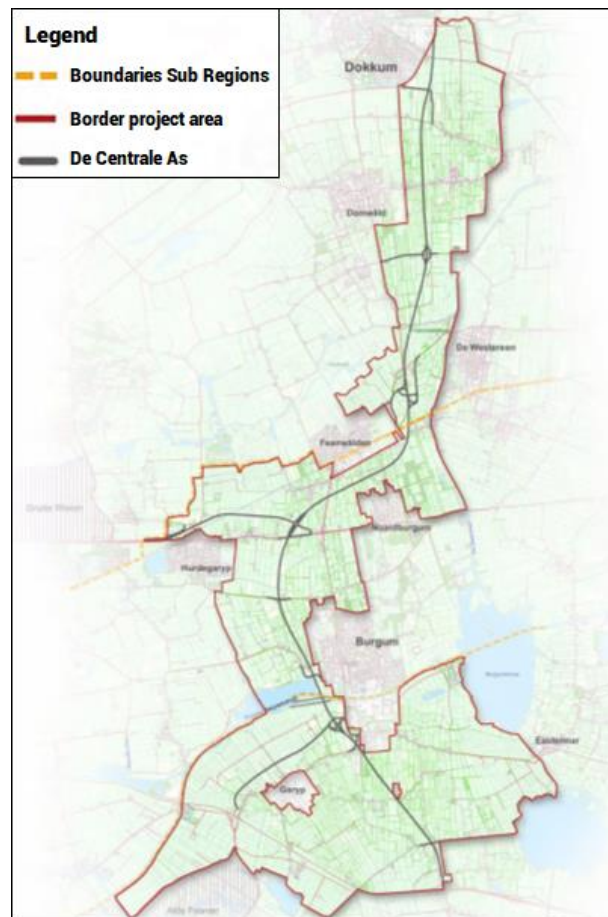 Legend
Boundaries Sub Regions
Border project area
De Centrale As
Dokkum
Damwâld
De Westereen
Feanwâlden
Noardburgum
Hurdegaryp
Burgum
Eastermar
Garyp